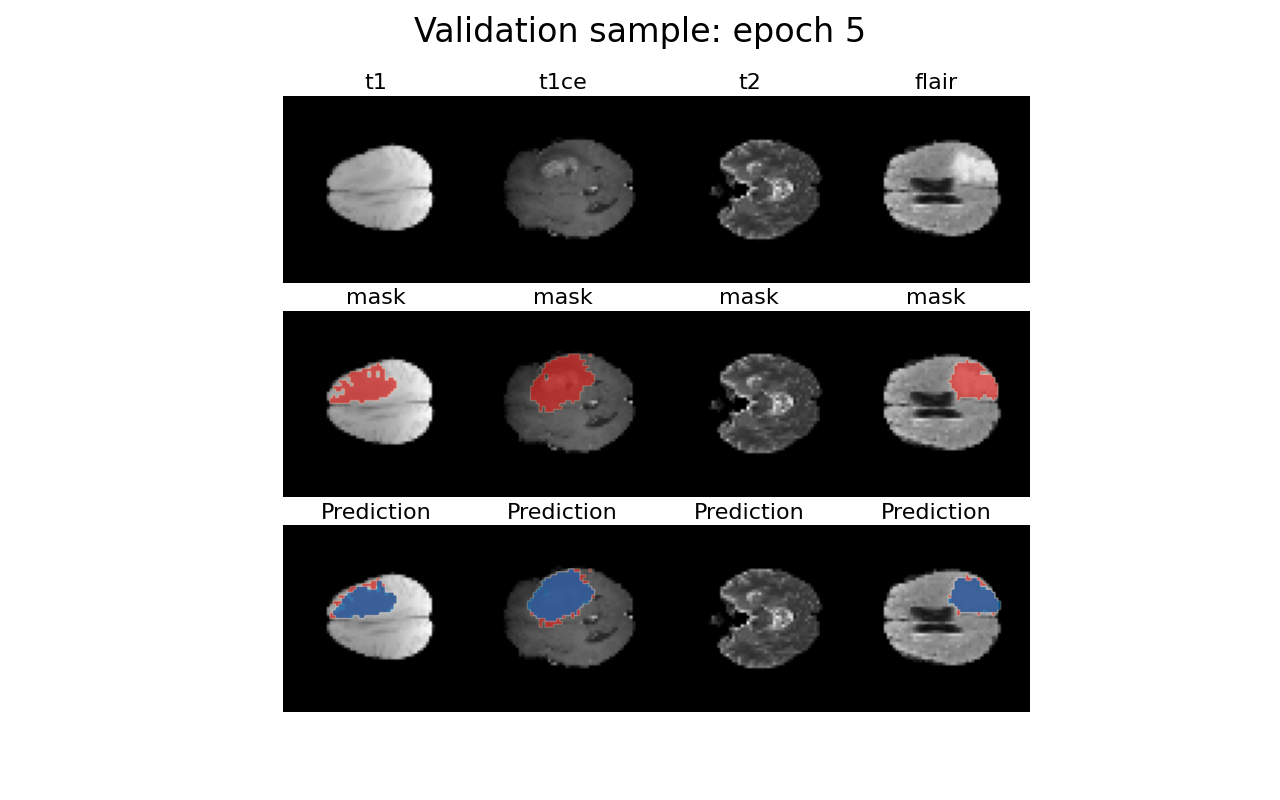 Validation sample: epoch 5
t1 t1ce t2 flair
mask mask mask mask
Prediction Prediction Prediction Prediction